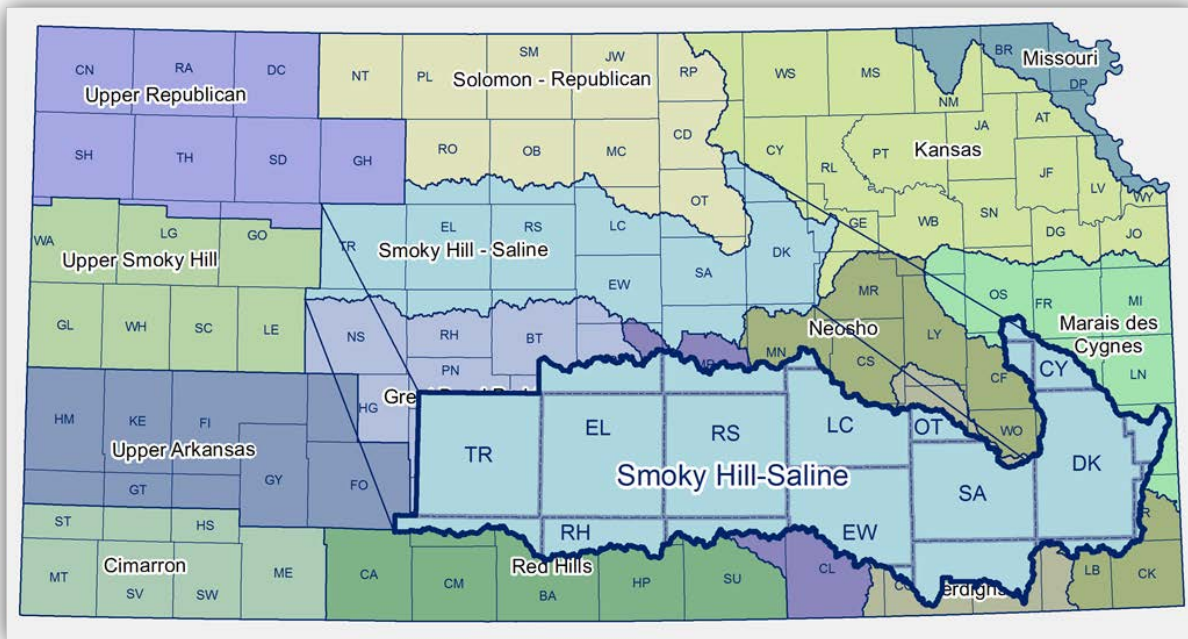 CN
RA
DC
Upper Republican
SH
TH
SD
GH
NT
PL
SM
JW
RP
Solomon - Republican
RO
OB
MC
CD
OT
WS
MS
NM
BR
Missouri
DP
CY
RL
PT
JA
AT
Kansas
JF
LV
WY
GE
WB
SN
DG
JO
WA
LG
GO
Upper Smoky Hill
GL
WH
SC
LE
TR
EL
RS
LC
Smoky Hill - Saline
EW
SA
DK
NS
RH
BT
PN
HG
MR
Neosho
LY
MN
CS
CF
WO
OS
FR
MI
Marais des
Cygnes
LN
HM
KE
FI
Upper Arkansas
GT
GY
FO
ST
HS
Cimarron
MT
SV
SW
ME
CA
CM
Red Hills
BA
HP
SU
CL
LB
CK
TR
EL
RS
LC
OT
CY
DK
Smoky Hill-Saline
SA
RH
EW